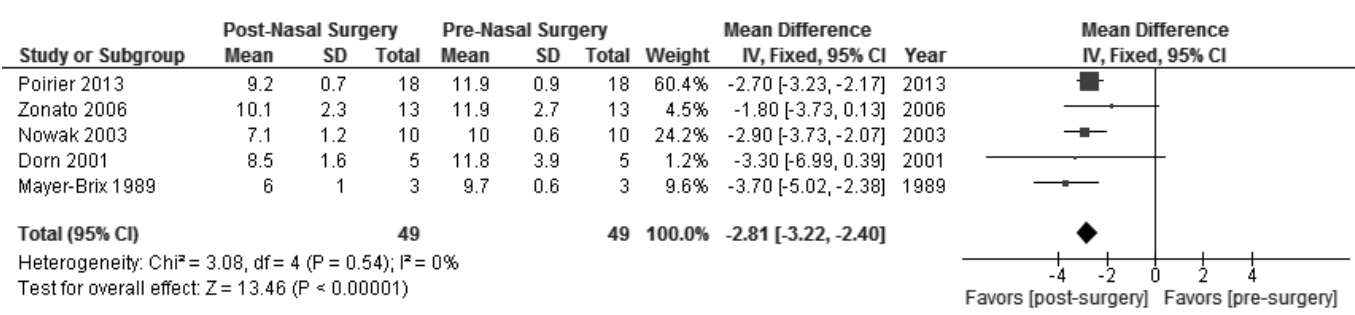 Post-Nasal Surgery Pre-Nasal Surgery Mean Difference Mean Difference
Study or Subgroup Mean SD Total Mean SD Total Weight IV, Fixed, 95% CI Year IV, Fixed, 95% CI
Poirier 2013 9.2 0.7 18 11.9 0.9 18 60.4% -2.70 [-3.23, -2.17] 2013
Zonato 2006 10.1 2.3 13 11.9 2.7 13 4.5% -1.80 [-3.73, 0.13] 2006
Nowak 2003 7.1 1.2 10 10 0.6 10 24.2% -2.90 [-3.73, -2.07] 2003
Dorn 2001 8.5 1.6 5 11.8 3.9 5 1.2% -3.30 [-6.99, 0.39] 2001
Mayer-Brix 1989 6 1 3 9.7 0.6 3 9.6% -3.70 [-5.02, -2.38] 1989
Total (95% CI) 49 49 100.0% -2.81 [-3.22, -2.40]
Heterogeneity: Chi² = 3.08, df = 4 (P = 0.54); I² = 0%
Test for overall effect: Z = 13.46 (P < 0.00001)
-4 -2 0 2 4
Favors [post-surgery] Favors [pre-surgery]